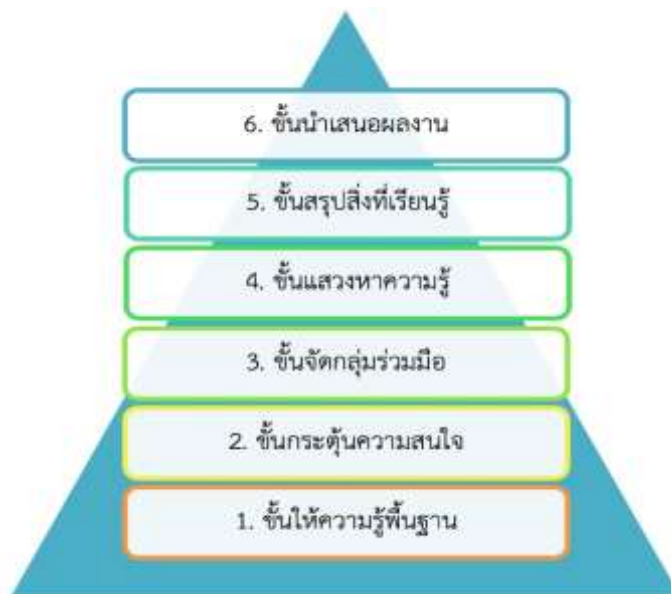 6. ขั้นนำเสนอผลงาน
5. ขั้นสรุปสิ่งที่เรียนรู้
4. ขั้นแสวงหาความรู้
3. ขั้นจัดกลุ่มร่วมมือ
2. ขั้นกระตุ้นความสนใจ
1. ขั้นให้ความรู้พื้นฐาน